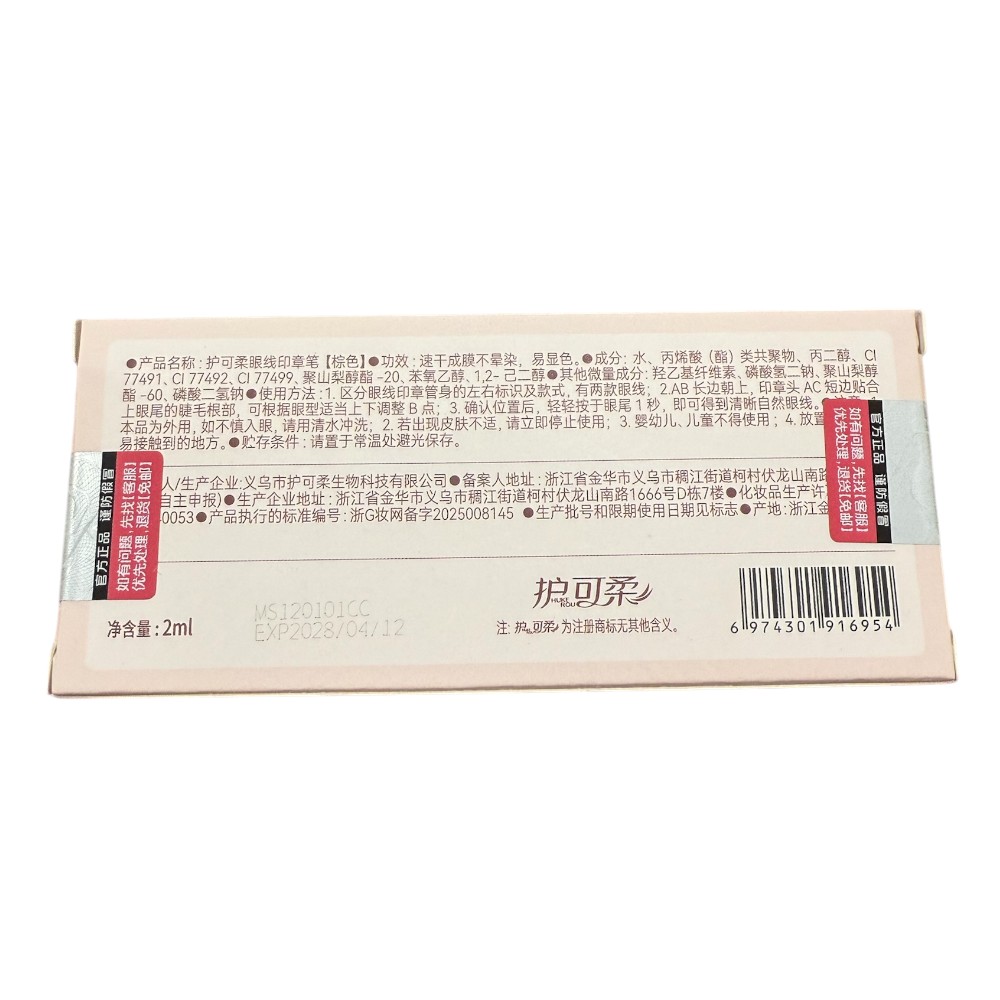 ●产品名称：护可柔眼线印章笔【棕色】●功效：速干成膜不晕染，易显色。●成分：水、丙烯酸（酯）类共聚物、丙二醇、CI
77491、CI 77492、CI 77499、聚山梨醇酯-20、苯氧乙醇、1,2-己二醇●其他微量成分：羟乙基纤维素、磷酸氢二钠、聚山梨醇
酯-60、磷酸二氢钠●使用方法：1. 区分眼线印章管身的左右标识及款式，有两款眼线；2.AB 长边朝上，印章头 AC 短边贴合
上眼尾的睫毛根部，可根据眼型适当上下调整 B 点；3. 确认位置后，轻轻按于眼尾 1 秒，即可得到清晰自然眼线。
本品为外用，如不慎入眼，请用清水冲洗；2. 若出现皮肤不适，请立即停止使用；3. 婴幼儿、儿童不得使用；4. 放置
易接触到的地方。●贮存条件：请置于常温处避光保存。
人/生产企业:义乌市护可柔生物科技有限公司●备案人地址：浙江省金华市义乌市稠江街道柯村伏龙山南路
自主申报)●生产企业地址：浙江省金华市义乌市稠江街道柯村伏龙山南路1666号D栋7楼●化妆品生产许
0053●产品执行的标准编号：浙G妆网备字2025008145 ●生产批号和限期使用日期见标志●产地：浙江金
官方正品 谨防假冒
如有问题 先找【客服】
优先处理，退货【免邮】
官方正品 谨防假冒
如有问题 先找【客服】
优先处理，退货【免邮】
净含量：2ml
MS120101CC
EXP2028/04/12
护可柔
HUKE
ROU
注：护可柔为注册商标无其他含义。
6 974301 916954